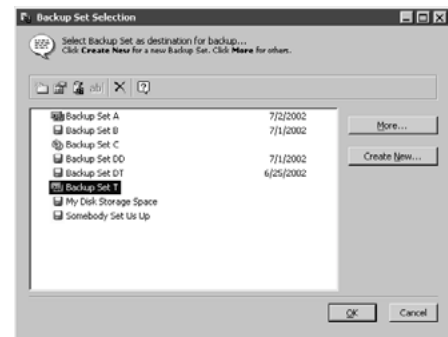 Backup Set Selection
Select Backup Set as destination for backup...
Click Create New for a new Backup Set. Click More for others.
Backup Set A 7/2/2002
Backup Set B 7/1/2002
Backup Set C
Backup Set DD 7/1/2002
Backup Set DT 6/25/2002
Backup Set T
My Disk Storage Space
Somebody Set Us Up
More...
Create New...
OK
Cancel